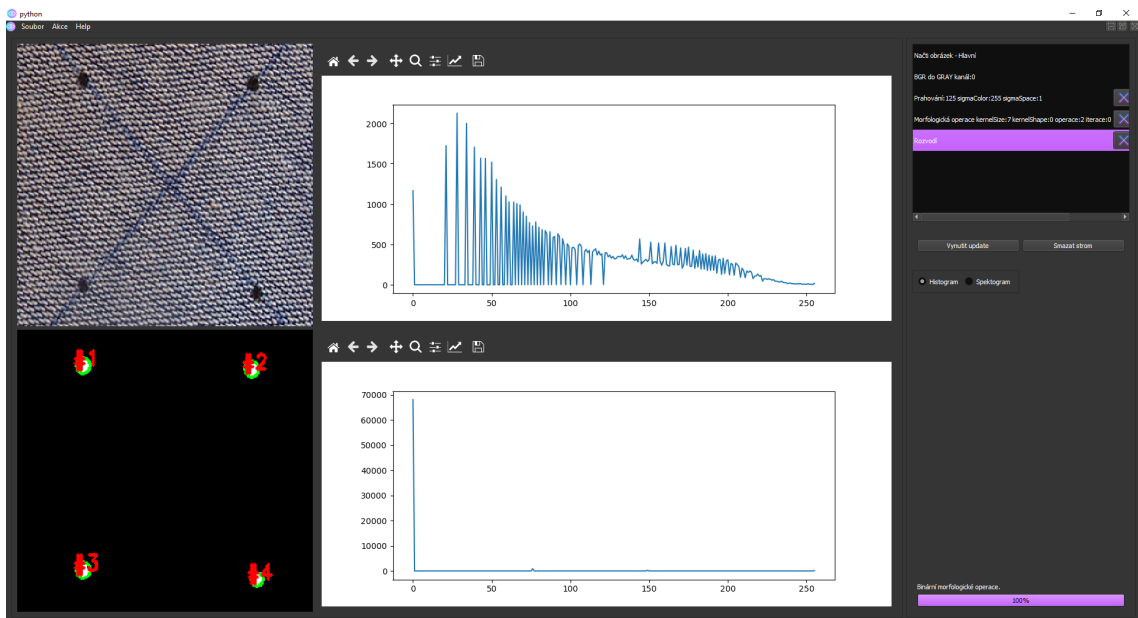 python
Soubor Akce Help
2000
1500
1000
500
0
0 50 100 150 200 250
#1
#2
#3
#4
70000
60000
50000
40000
30000
20000
10000
0
0 50 100 150 200 250
Načti obrázek - Hlavní
BGR do GRAY kanál:0
Prahování: 125 sigmaColor:255 sigmaSpace:1
Morfologická operace kernelSize:7 kernelShape:0 operace:2 iterace:0
Rozvodí
Vynutit update Smazat strom
Histogram Spektogram
Binární morfologické operace.
100%